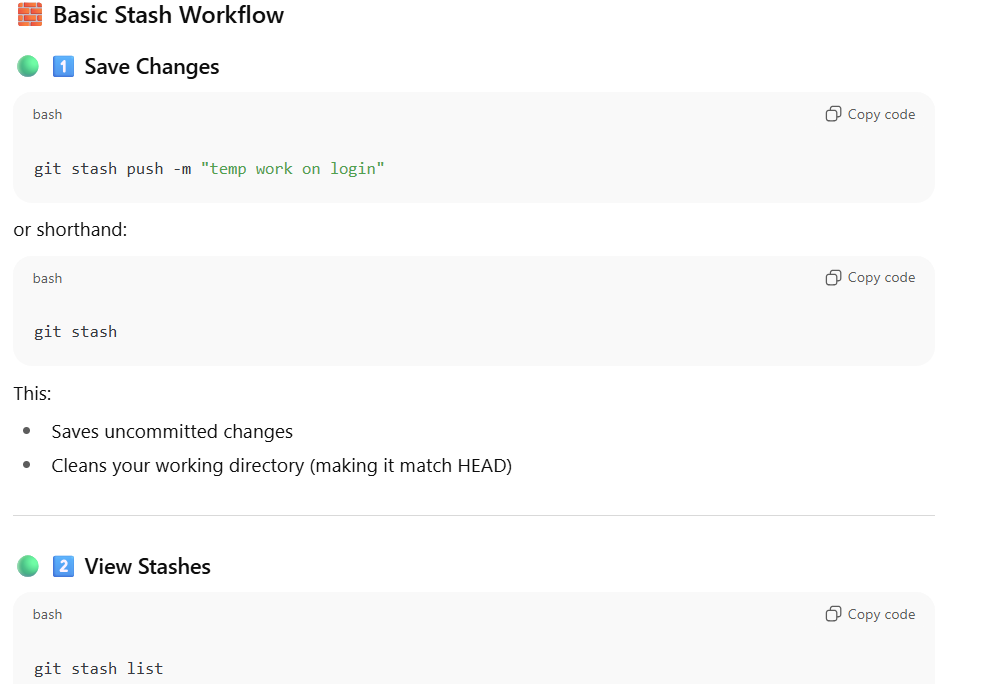 🧱 Basic Stash Workflow
🟢 1️⃣ Save Changes
bash Copy code
git stash push -m "temp work on login"
or shorthand:
bash Copy code
git stash
This:
• Saves uncommitted changes
• Cleans your working directory (making it match HEAD)
🟢 2️⃣ View Stashes
bash Copy code
git stash list